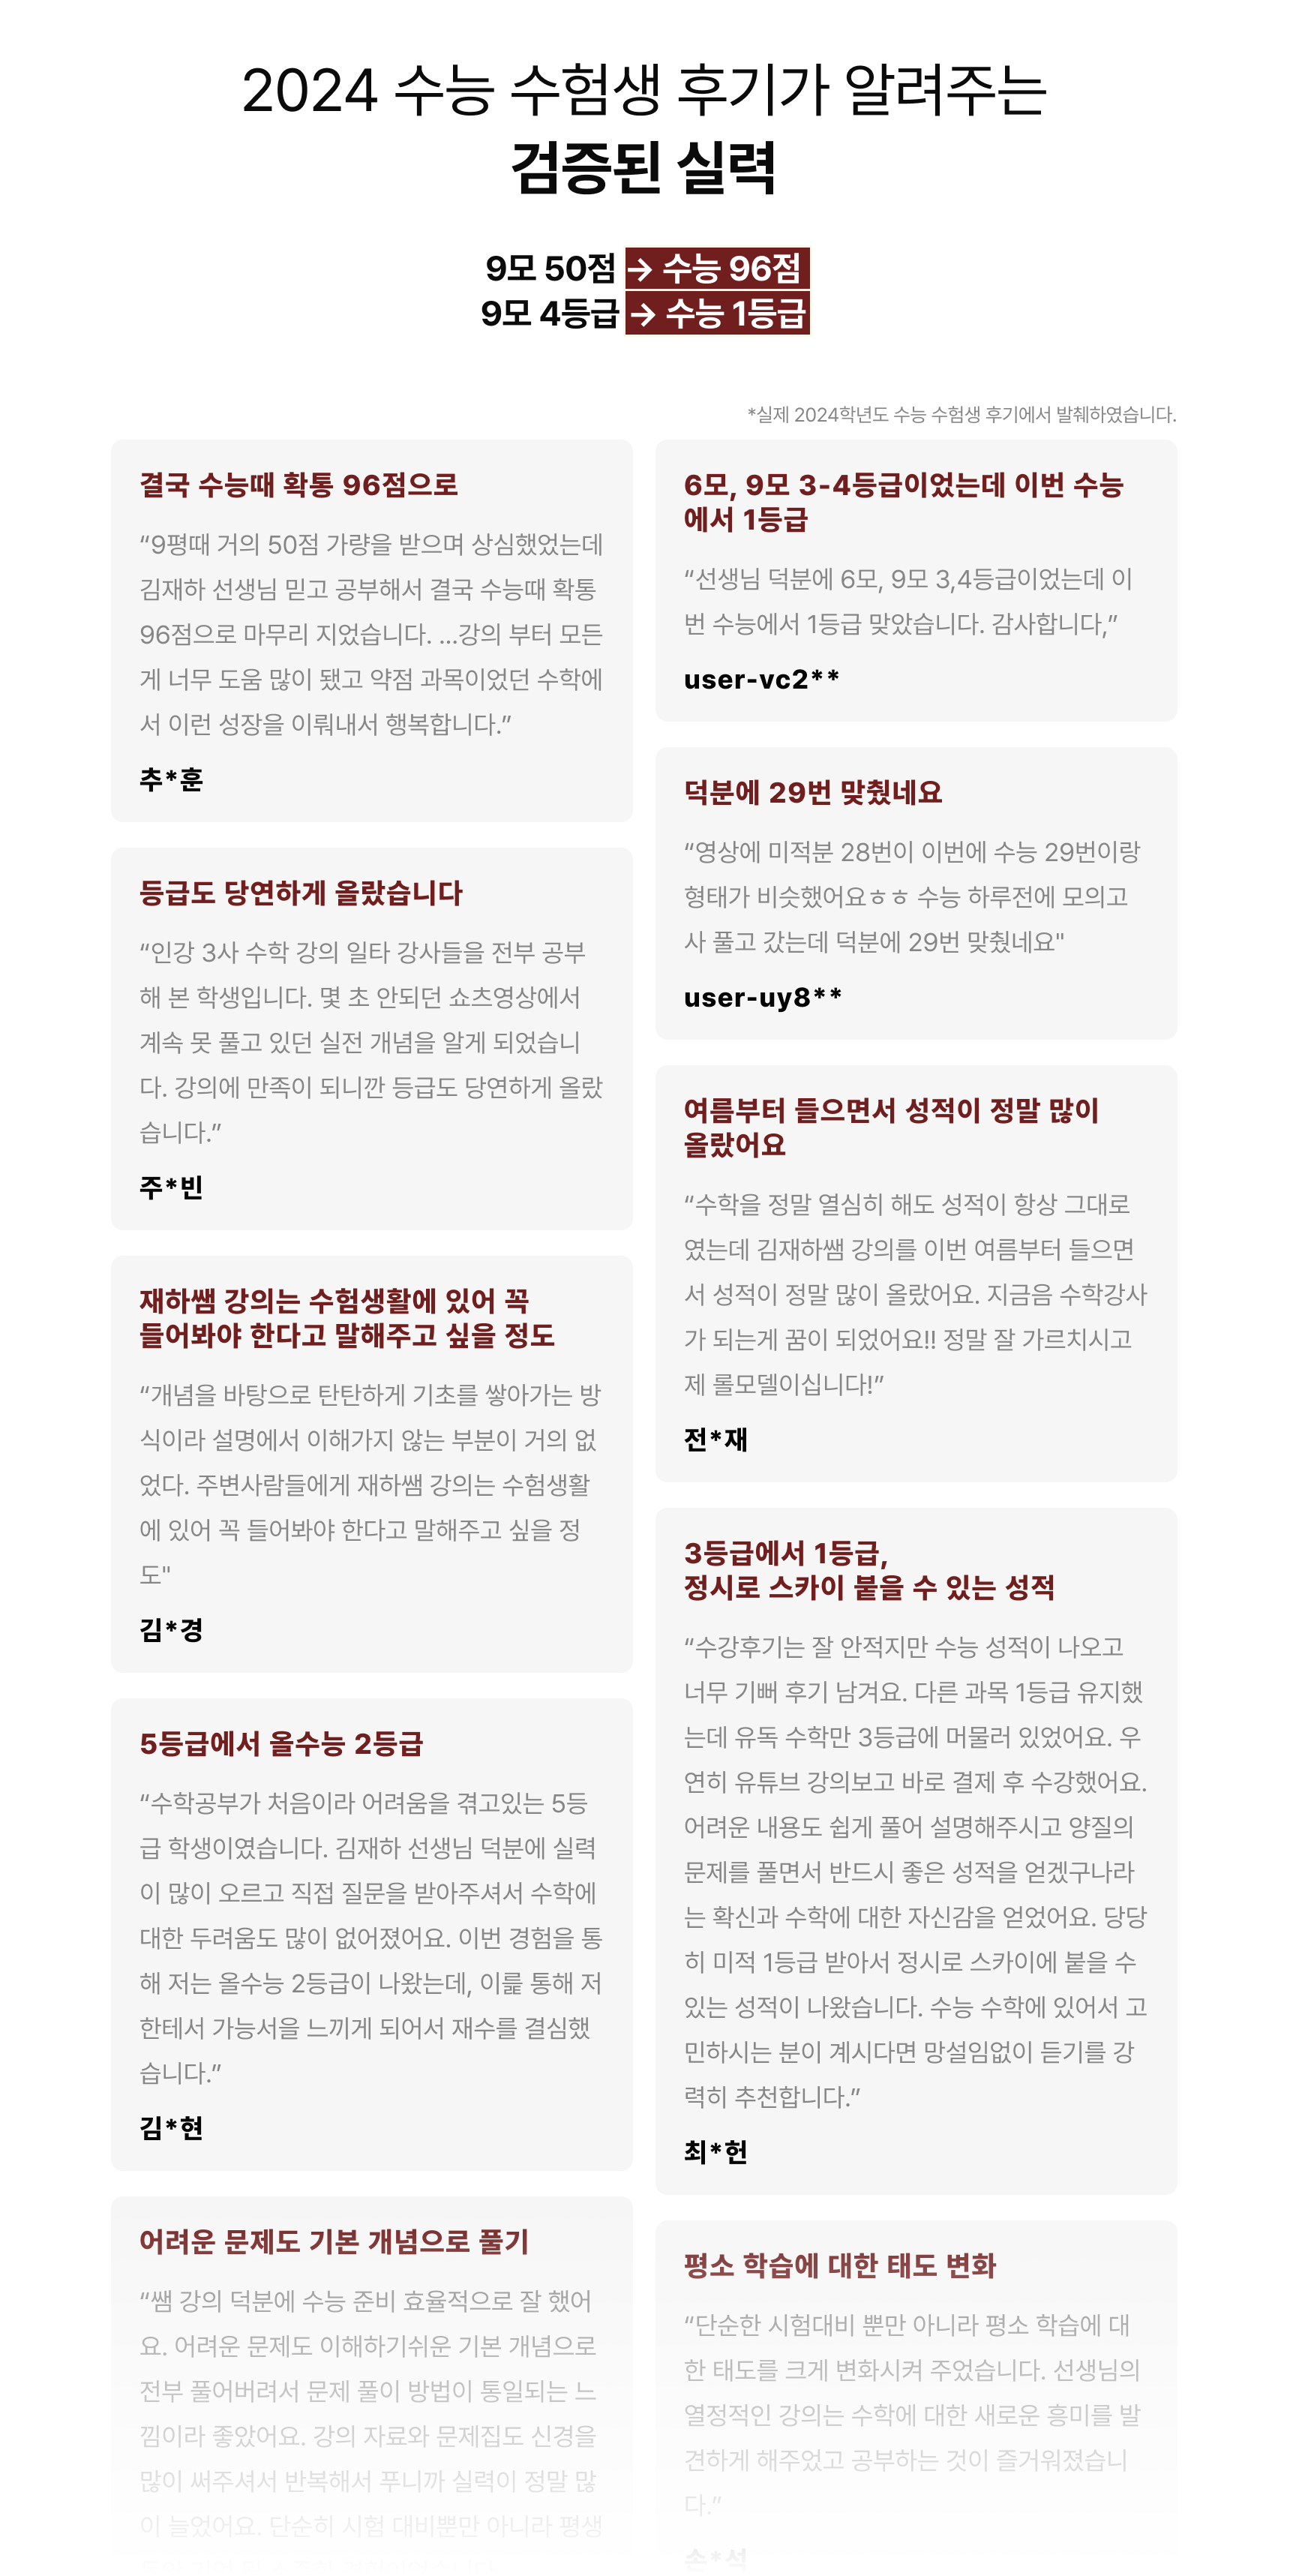 2024 수능 수험생 후기가 알려주는
검증된 실력
9모 50점 → 수능 96점
9모 4등급 → 수능 1등급
*실제 2024학년도 수능 수험생 후기에서 발췌하였습니다.
결국 수능때 확통 96점으로
“9평때 거의 50점 가량을 받으며 상심했었는데
김재하 선생님 믿고 공부해서 결국 수능때 확통
96점으로 마무리 지었습니다. ...강의 부터 모든
게 너무 도움 많이 됐고 약점 과목이었던 수학에
서 이런 성장을 이뤄내서 행복합니다.”
추*훈
등급도 당연하게 올랐습니다
“인강 3사 수학 강의 일타 강사들을 전부 공부
해 본 학생입니다. 몇 초 안되던 쇼츠영상에서
계속 못 풀고 있던 실전 개념을 알게 되었습니
다. 강의에 만족이 되니깐 등급도 당연하게 올랐
습니다.”
주*빈
재하쌤 강의는 수험생활에 있어 꼭
들어봐야 한다고 말해주고 싶을 정도
“개념을 바탕으로 탄탄하게 기초를 쌓아가는 방
식이라 설명에서 이해가지 않는 부분이 거의 없
었다. 주변사람들에게 재하쌤 강의는 수험생활
에 있어 꼭 들어봐야 한다고 말해주고 싶을 정
도"
김*경
5등급에서 올수능 2등급
“수학공부가 처음이라 어려움을 겪고있는 5등
급 학생이였습니다. 김재하 선생님 덕분에 실력
이 많이 오르고 직접 질문을 받아주셔서 수학에
대한 두려움도 많이 없어졌어요. 이번 경험을 통
해 저는 올수능 2등급이 나왔는데, 이룰 통해 저
한테서 가능서을 느끼게 되어서 재수를 결심했
습니다.”
김*현
어려운 문제도 기본 개념으로 풀기
“쌤 강의 덕분에 수능 준비 효율적으로 잘 했어
요. 어려운 문제도 이해하기쉬운 기본 개념으로
전부 풀어버려서 문제 풀이 방법이 통일되는 느
낌이라 좋았어요. 강의 자료와 문제집도 신경을
많이 써주셔서 반복해서 푸니까 실력이 정말 많
이 늘었어요. 단순히 시험 대비뿐만 아니라 평생
6모, 9모 3-4등급이었는데 이번 수능
에서 1등급
“선생님 덕분에 6모, 9모 3,4등급이었는데 이
번 수능에서 1등급 맞았습니다. 감사합니다,”
user-vc2**
덕분에 29번 맞췄네요
“영상에 미적분 28번이 이번에 수능 29번이랑
형태가 비슷했어요ㅎㅎ 수능 하루전에 모의고
사 풀고 갔는데 덕분에 29번 맞췄네요"
user-uy8**
여름부터 들으면서 성적이 정말 많이
올랐어요
“수학을 정말 열심히 해도 성적이 항상 그대로
였는데 김재하쌤 강의를 이번 여름부터 들으면
서 성적이 정말 많이 올랐어요. 지금음 수학강사
가 되는게 꿈이 되었어요!! 정말 잘 가르치시고
제 롤모델이십니다!”
전*재
3등급에서 1등급,
정시로 스카이 붙을 수 있는 성적
“수강후기는 잘 안적지만 수능 성적이 나오고
너무 기뻐 후기 남겨요. 다른 과목 1등급 유지했
는데 유독 수학만 3등급에 머물러 있었어요. 우
연히 유튜브 강의보고 바로 결제 후 수강했어요.
어려운 내용도 쉽게 풀어 설명해주시고 양질의
문제를 풀면서 반드시 좋은 성적을 얻겠구나라
는 확신과 수학에 대한 자신감을 얻었어요. 당당
히 미적 1등급 받아서 정시로 스카이에 붙을 수
있는 성적이 나왔습니다. 수능 수학에 있어서 고
민하시는 분이 계시다면 망설임없이 듣기를 강
력히 추천합니다.”
최*헌
평소 학습에 대한 태도 변화
“단순한 시험대비 뿐만 아니라 평소 학습에 대
한 태도를 크게 변화시켜 주었습니다. 선생님의
열정적인 강의는 수학에 대한 새로운 흥미를 발
견하게 해주었고 공부하는 것이 즐거워졌습니
다.”
손*석